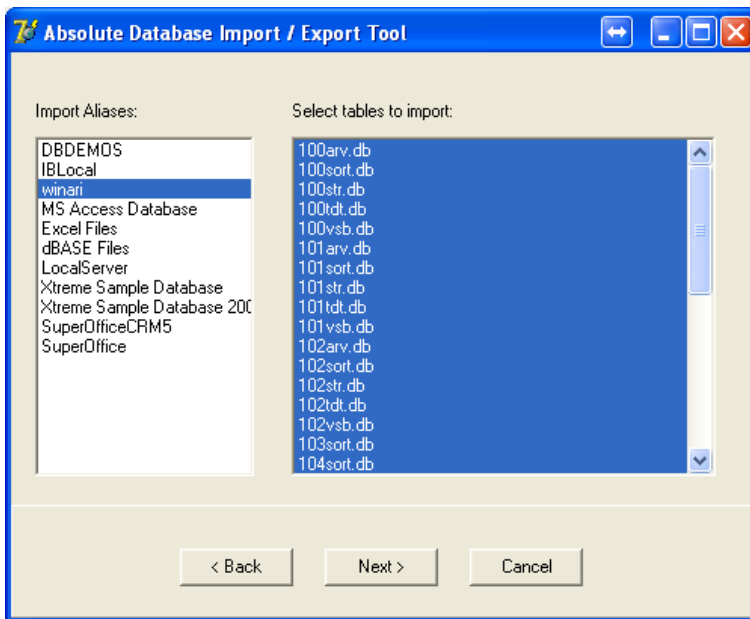 Absolute Database Import / Export Tool
Import Aliases:
DBDEMOS
IBLocal
winari
MS Access Database
Excel Files
dBASE Files
LocalServer
Xtreme Sample Database
Xtreme Sample Database 200
SuperOfficeCRM5
SuperOffice
Select tables to import:
100arv.db
100sort.db
100str.db
100tdt.db
100vsb.db
101arv.db
101sort.db
101str.db
101tdt.db
101vsb.db
102arv.db
102sort.db
102str.db
102tdt.db
102vsb.db
103sort.db
104sort.db
< Back
Next >
Cancel